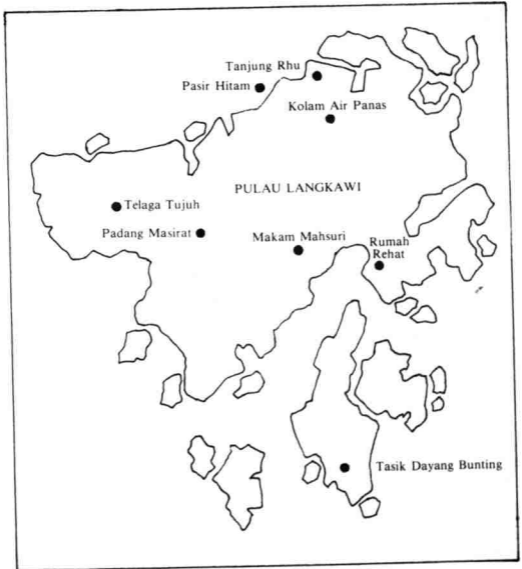 Tanjung Rhu
Pasir Hitam
Kolam Air Panas
PULAU LANGKAWI
Telaga Tujuh
Padang Masirat
Makam Mahsuri
Rumah
Rehat
Tasik Dayang Bunting